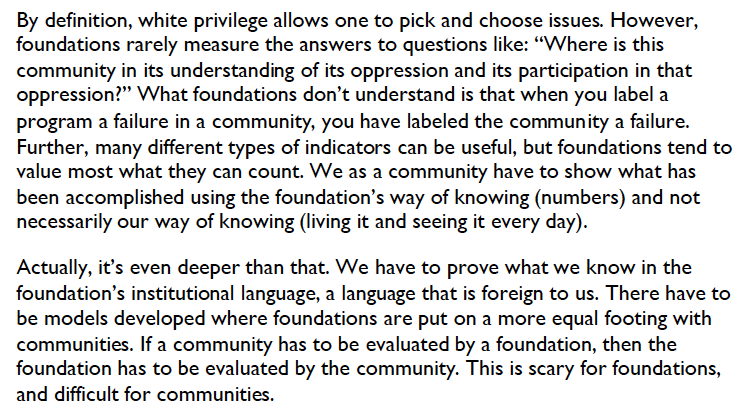 By definition, white privilege allows one to pick and choose issues. However,
foundations rarely measure the answers to questions like: “Where is this
community in its understanding of its oppression and its participation in that
oppression?” What foundations don’t understand is that when you label a
program a failure in a community, you have labeled the community a failure.
Further, many different types of indicators can be useful, but foundations tend to
value most what they can count. We as a community have to show what has
been accomplished using the foundation’s way of knowing (numbers) and not
necessarily our way of knowing (living it and seeing it every day).
Actually, it’s even deeper than that. We have to prove what we know in the
foundation’s institutional language, a language that is foreign to us. There have to
be models developed where foundations are put on a more equal footing with
communities. If a community has to be evaluated by a foundation, then the
foundation has to be evaluated by the community. This is scary for foundations,
and difficult for communities.